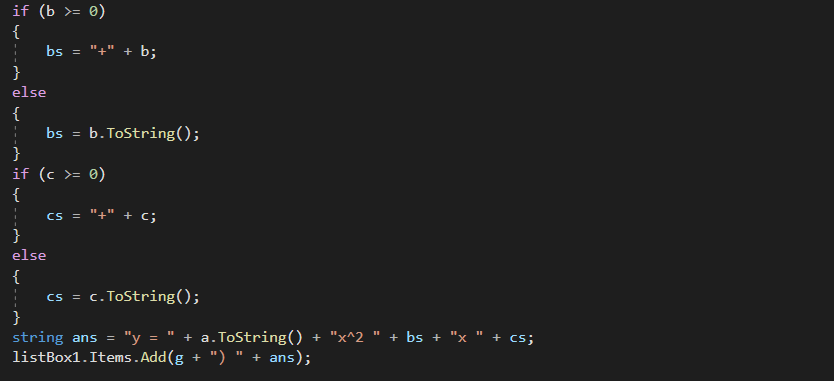 if (b >= 0)
{
bs = "+" + b;
}
else
{
bs = b.ToString();
}
if (c >= 0)
{
cs = "+" + c;
}
else
{
cs = c.ToString();
}
string ans = "y = " + a.ToString() + "x^2 " + bs + "x " + cs;
listBox1.Items.Add(g + ") " + ans);